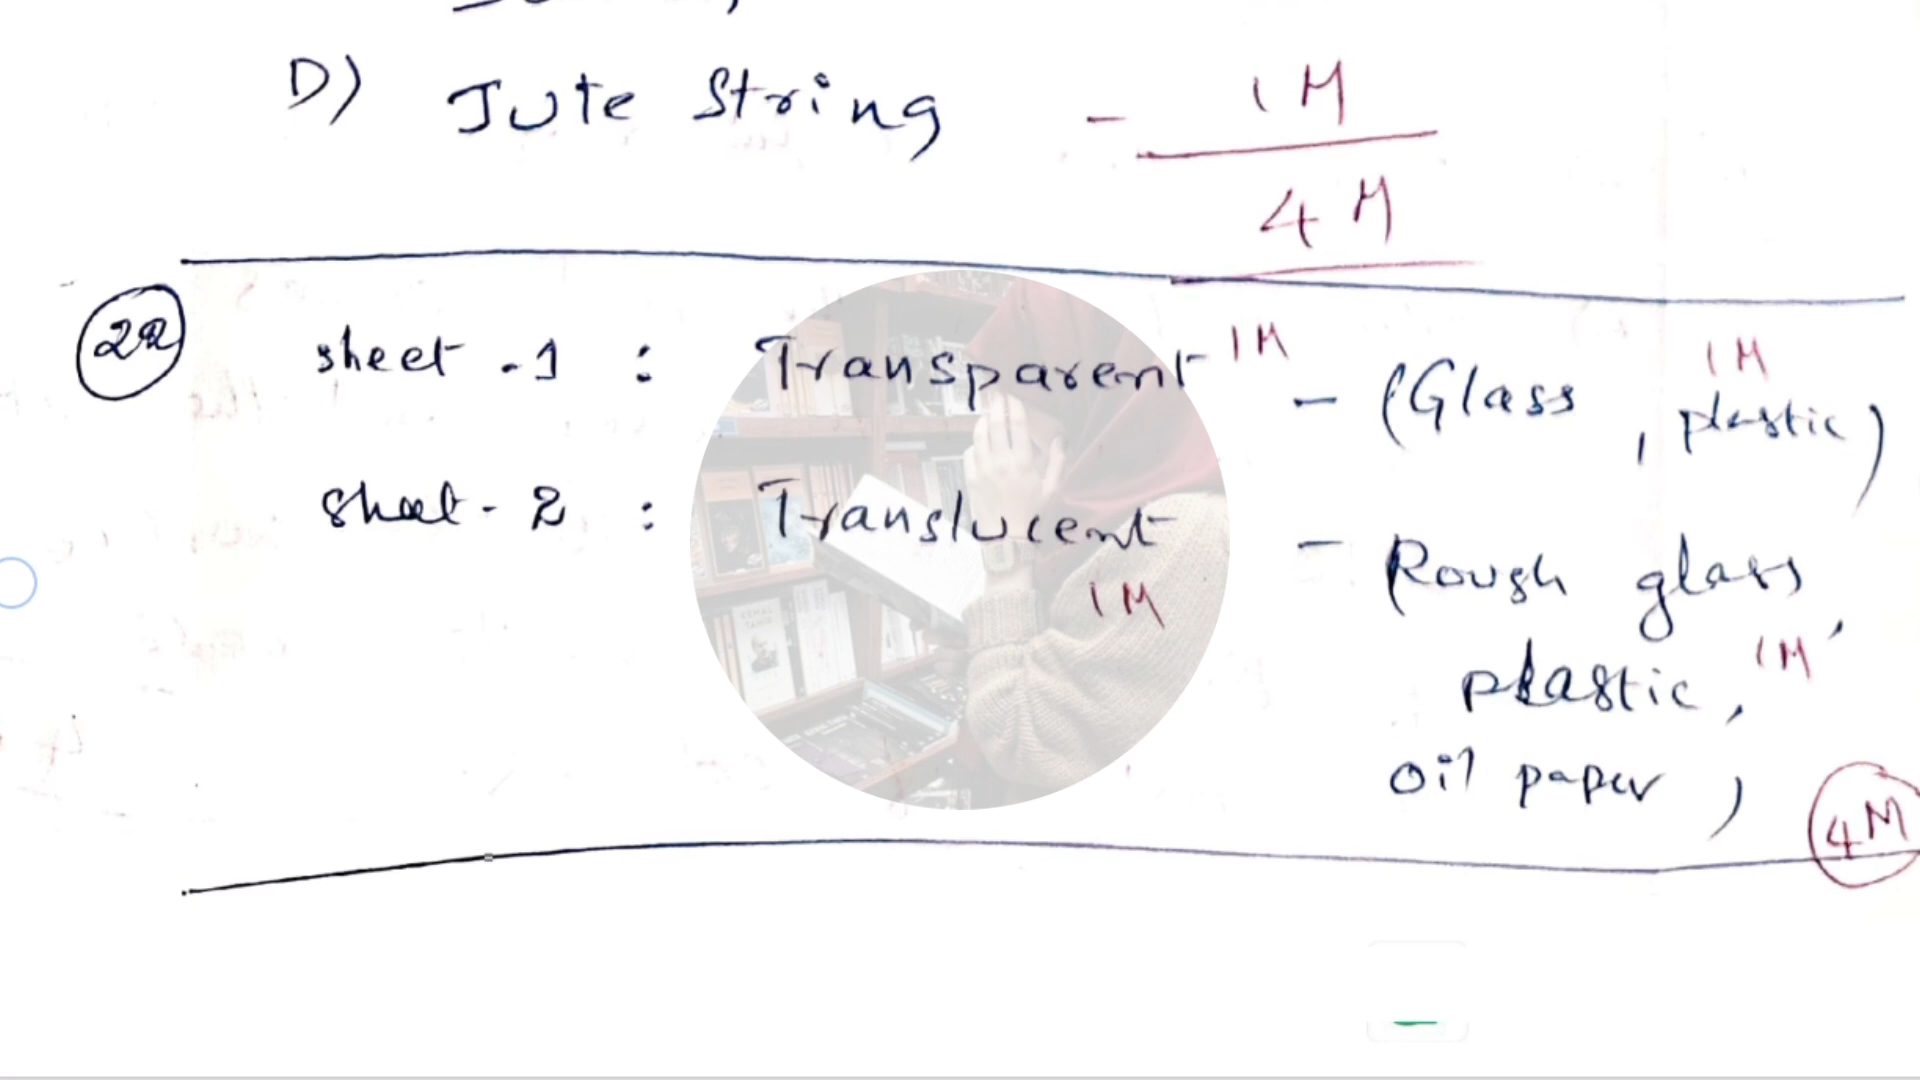 D) Jute String - 1M
4M
22 sheet -1 : Transparent 1M - (Glass, plastic) 1M
sheet - 2 : Translucent 1M - Rough glass,
plastic, 1M
oil paper)
4M